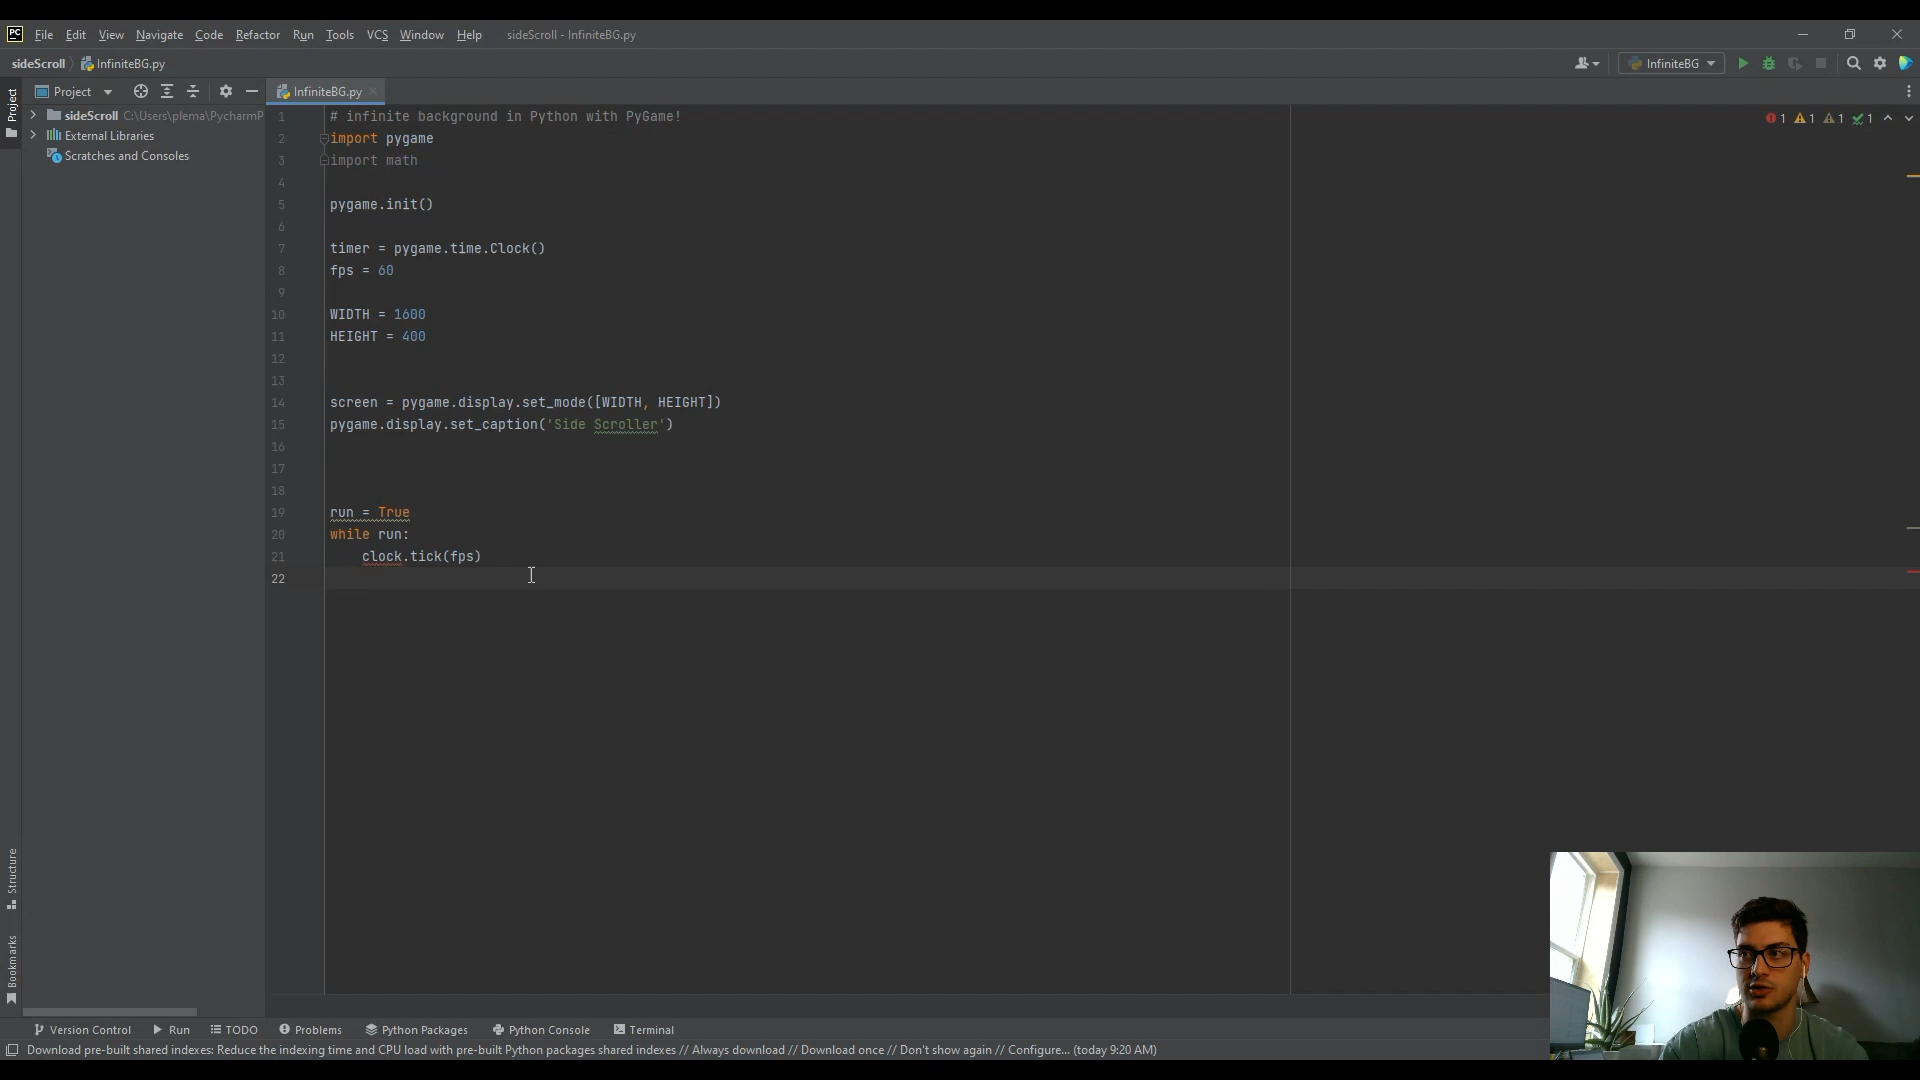 PC File Edit View Navigate Code Refactor Run Tools VCS Window Help sideScroll - InfiniteBG.py
sideScroll InfiniteBG.py InfiniteBG
Project InfiniteBG.py
Project
sideScroll C:\Users\plema\PycharmP
External Libraries
Scratches and Consoles
1 1 1 1
1 # infinite background in Python with PyGame!
2 import pygame
3 import math
4
5 pygame.init()
6
7 timer = pygame.time.Clock()
8 fps = 60
9
10 WIDTH = 1600
11 HEIGHT = 400
12
13
14 screen = pygame.display.set_mode([WIDTH, HEIGHT])
15 pygame.display.set_caption('Side Scroller')
16
17
18
19 run = True
20 while run:
21 clock.tick(fps)
22
Structure
Bookmarks
Version Control Run TODO Problems Python Packages Python Console Terminal
Download pre-built shared indexes: Reduce the indexing time and CPU load with pre-built Python packages shared indexes // Always download // Download once // Don't show again // Configure... (today 9:20 AM)